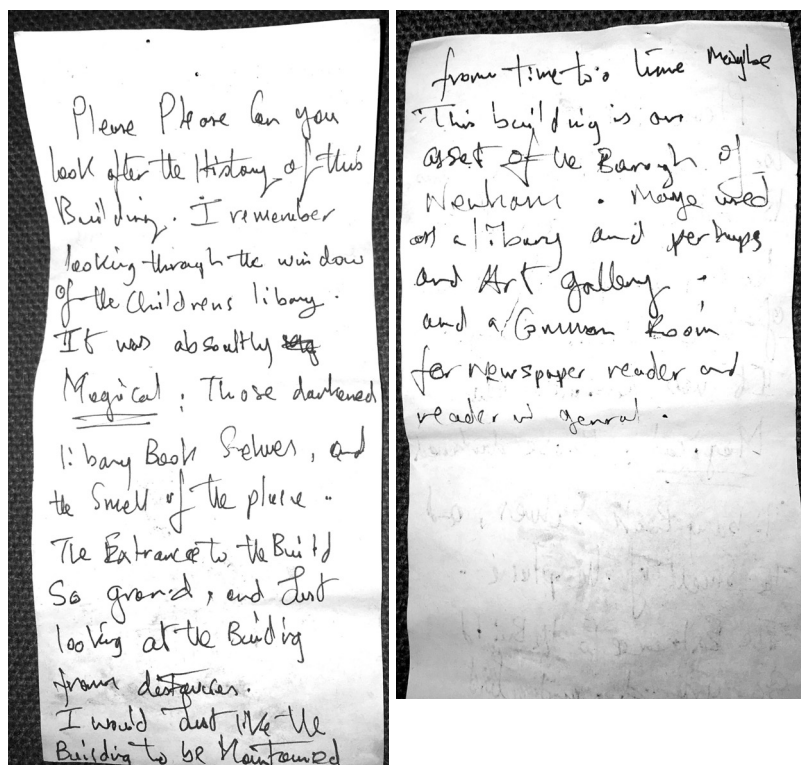 Please Please Can you
look after the History of this
Building. I remember
looking through the window
of the Childrens libary.
It was absoultly
Magical; Those darkened
libary Book Selves, and
the Smell of the place
The Entrance to the Build
So grand, and Just
looking at the Building
from
I would Just like the
Building to be Maintained
from time to time Maybe
This building is an
asset of the Borogh of
Newham. Maye used
as a libary and perhaps
and Art gallery.
and a Common Room
for newspaper reader and
reader in genral.